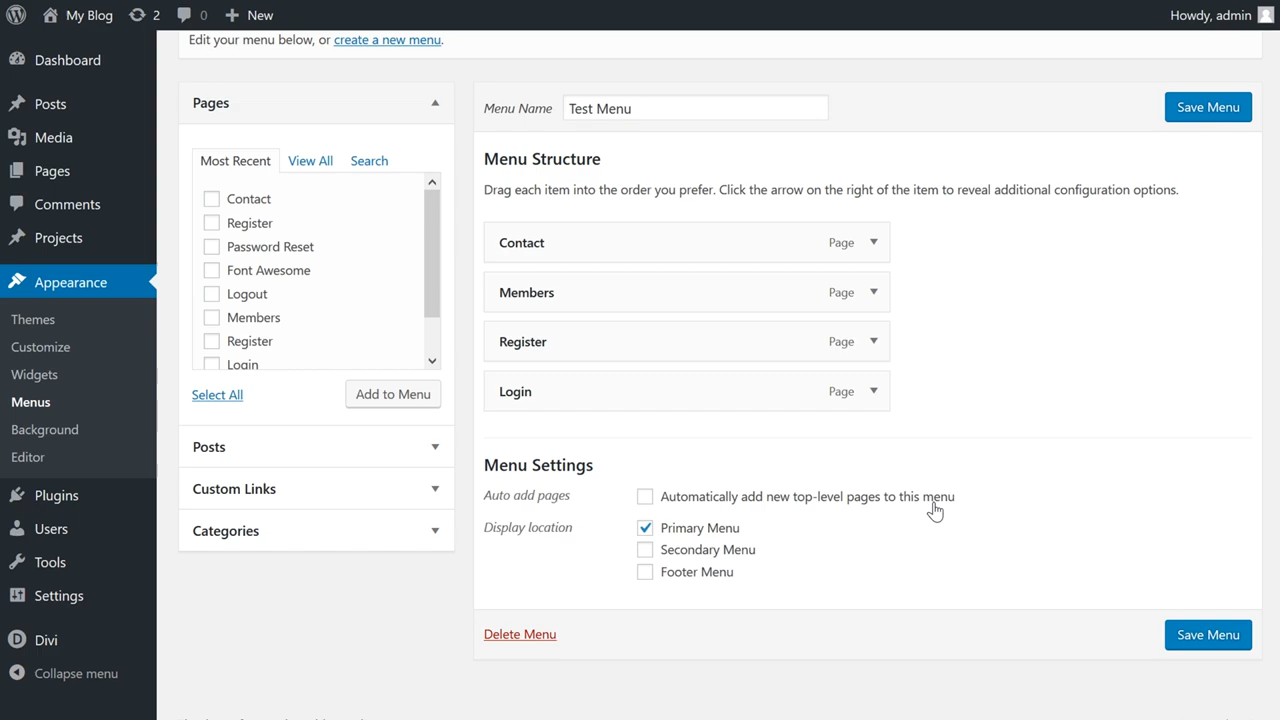 My Blog 2 0 New Howdy, admin
Edit your menu below, or create a new menu.
Dashboard
Posts
Media
Pages
Comments
Projects
Appearance
Themes
Customize
Widgets
Menus
Background
Editor
Plugins
Users
Tools
Settings
Divi
Collapse menu
Pages
Most Recent View All Search
Contact
Register
Password Reset
Font Awesome
Logout
Members
Register
Login
Select All Add to Menu
Posts
Custom Links
Categories
Menu Name Test Menu Save Menu
Menu Structure
Drag each item into the order you prefer. Click the arrow on the right of the item to reveal additional configuration options.
Contact Page
Members Page
Register Page
Login Page
Menu Settings
Auto add pages Automatically add new top-level pages to this menu
Display location Primary Menu
Secondary Menu
Footer Menu
Delete Menu Save Menu